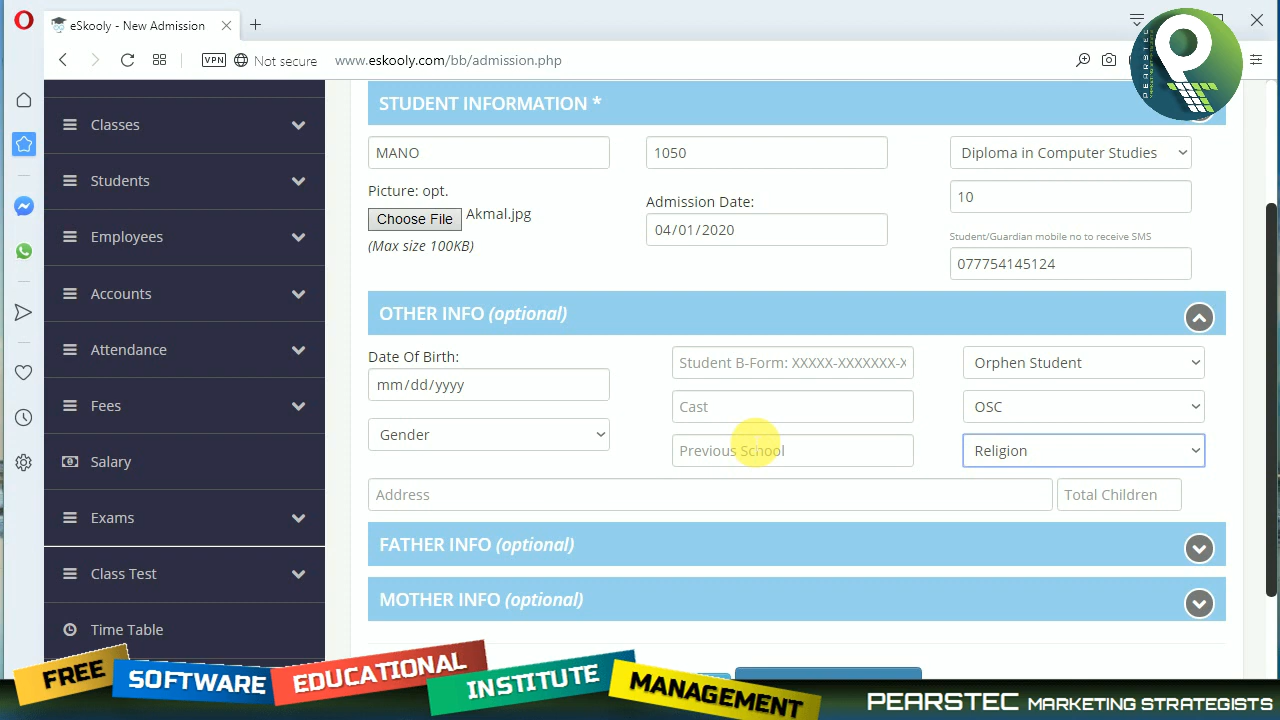 eSkooly - New Admission
VPN
Not secure
www.eskooly.com/bb/admission.php
PEARSTEC
Classes
Students
Employees
Accounts
Attendance
Fees
Salary
Exams
Class Test
Time Table
STUDENT INFORMATION *
MANO
1050
Diploma in Computer Studies
Picture: opt.
Choose File
Akmal.jpg
(Max size 100KB)
Admission Date:
04/01/2020
10
Student/Guardian mobile no to receive SMS
077754145124
OTHER INFO (optional)
Date Of Birth:
mm/dd/yyyy
Gender
Student B-Form: XXXXX-XXXXXXX-X
Cast
Previous School
Orphen Student
OSC
Religion
Address
Total Children
FATHER INFO (optional)
MOTHER INFO (optional)
FREE SOFTWARE EDUCATIONAL INSTITUTE MANAGEMENT
PEARSTEC MARKETING STRATEGISTS